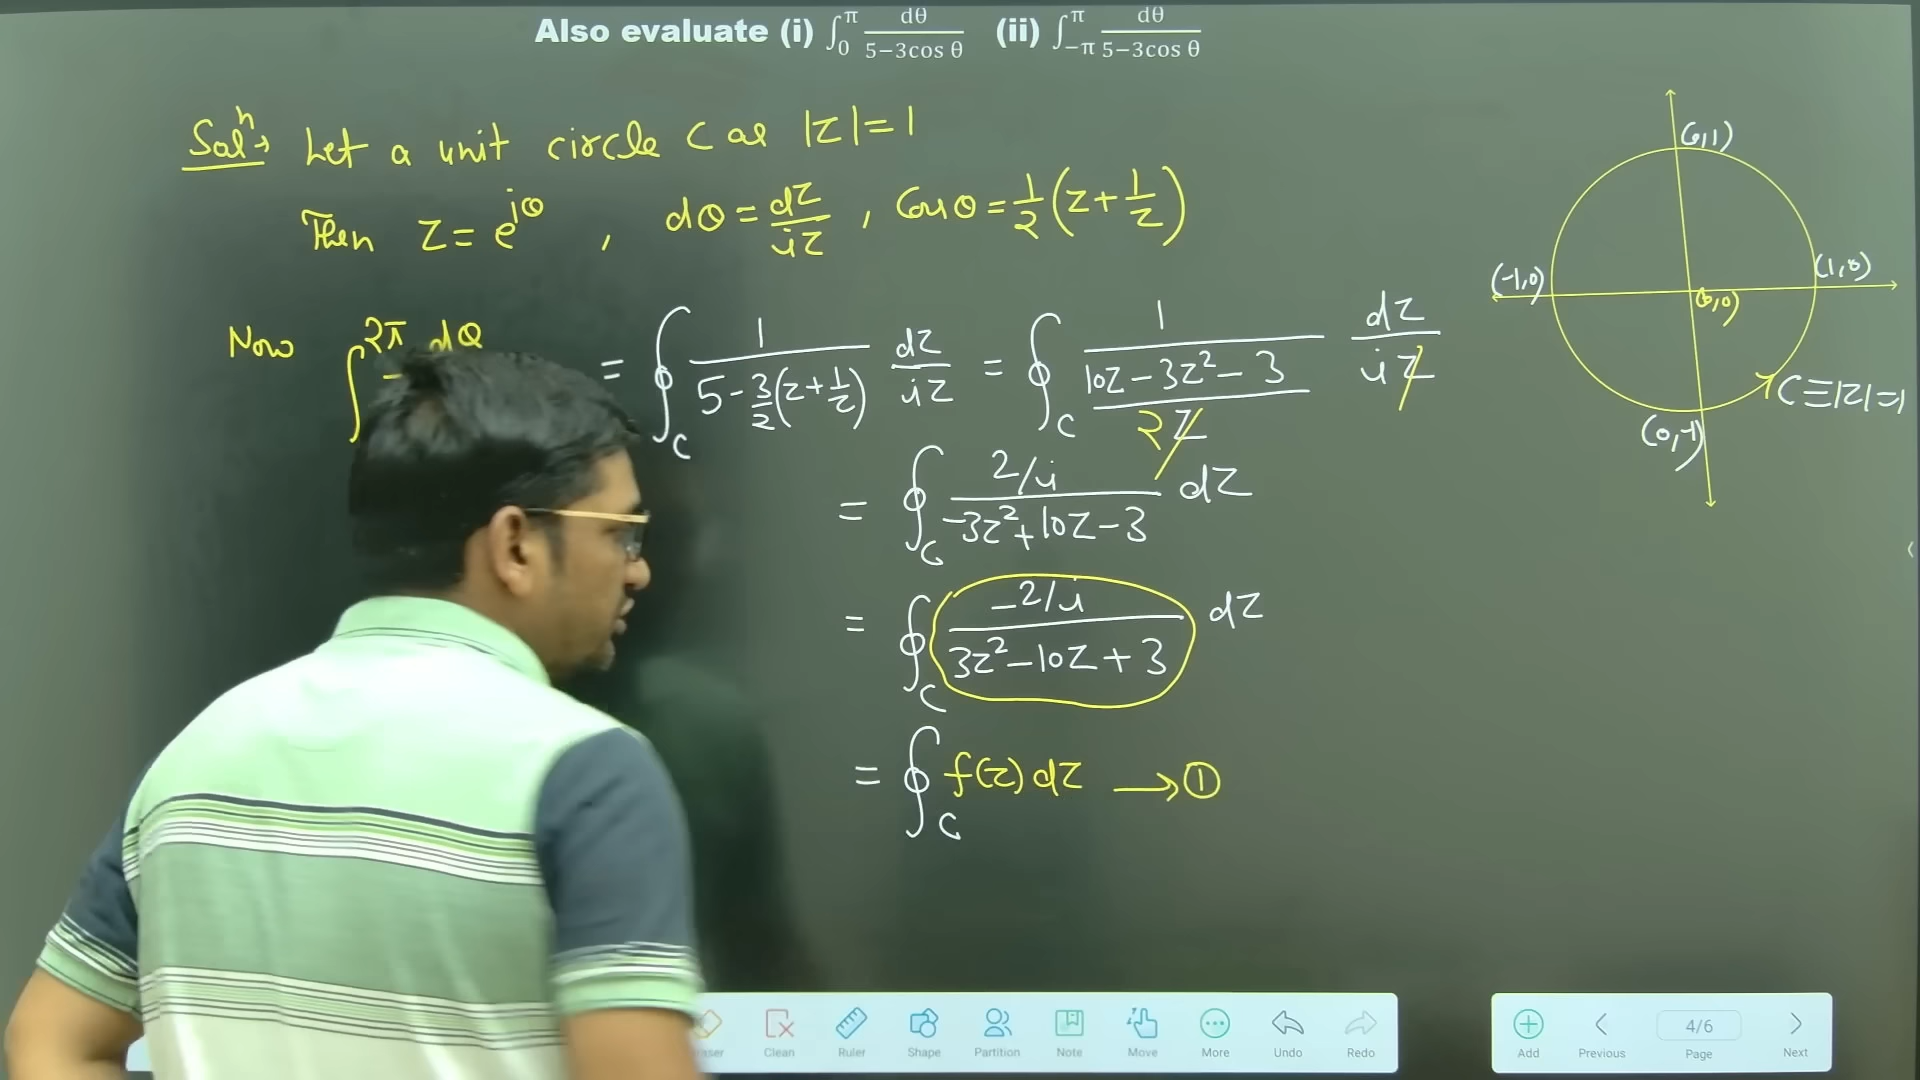 Also evaluate (i) ∫₀^π dθ/(5−3cos θ) (ii) ∫₋π^π dθ/(5−3cos θ)
Solⁿ→ Let a unit circle C as |z|=1
Then z = e^{iθ} , dθ = dz/iz , Cosθ = 1/2 (z + 1/z)
Now ∫^{2π} dθ = ∮_C 1/(5 - 3/2 (z + 1/z)) dz/iz = ∮_C 1/((10z - 3z² - 3)/2z) dz/iz
= ∮_C (2/i)/(-3z² + 10z - 3) dz
= ∮_C (-2/i)/(3z² - 10z + 3) dz
= ∮_C f(z) dz → ①
(0,1)
(-1,0)
(1,0)
(0,0)
C ≡ |z| = 1
(0,-1)
Clean
Ruler
Shape
Partition
Note
Move
More
Undo
Redo
Add
Previous
4/6
Page
Next